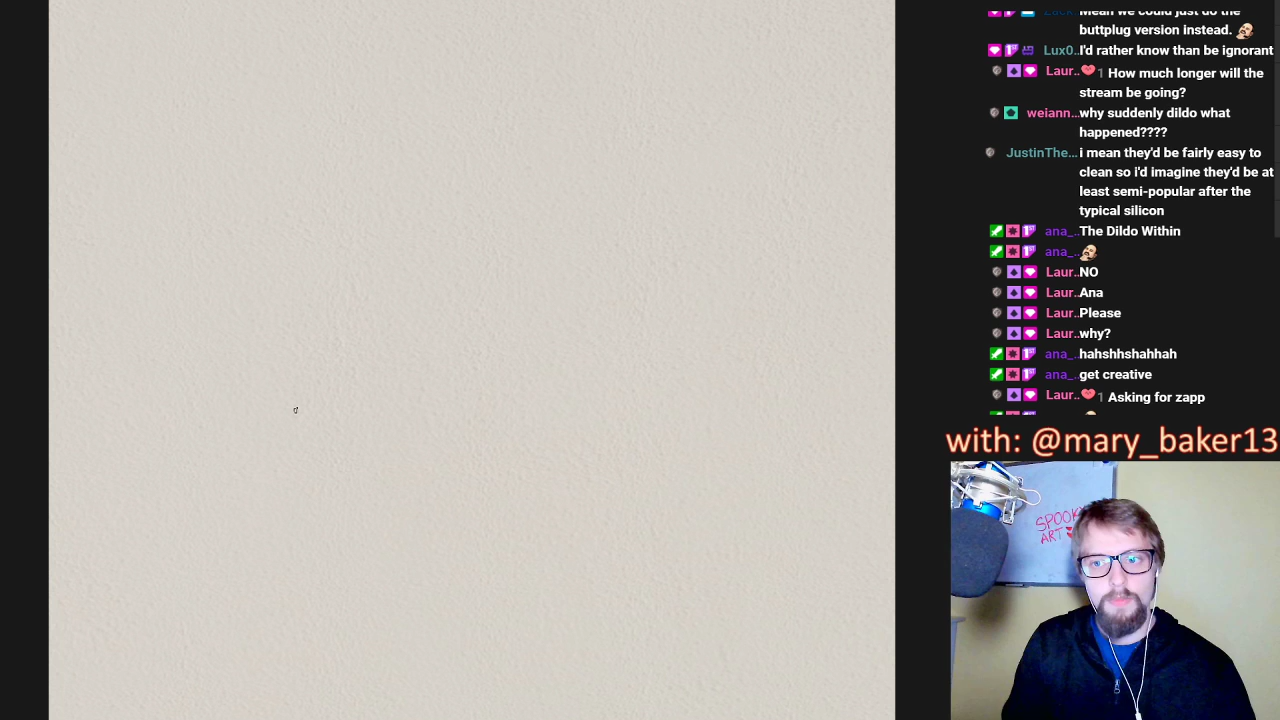 Mean we could just do the
buttplug version instead.
Lux0.. I'd rather know than be ignorant
Laur.. 1 How much longer will the
stream be going?
weiann... why suddenly dildo what
happened????
JustinThe... i mean they'd be fairly easy to
clean so i'd imagine they'd be at
least semi-popular after the
typical silicon
ana_.. The Dildo Within
ana_..
Laur.. NO
Laur.. Ana
Laur.. Please
Laur.. why?
ana_.. hahshhshahhah
ana_.. get creative
Laur.. 1 Asking for zapp
with: @mary_baker13
SPOOKY
ART